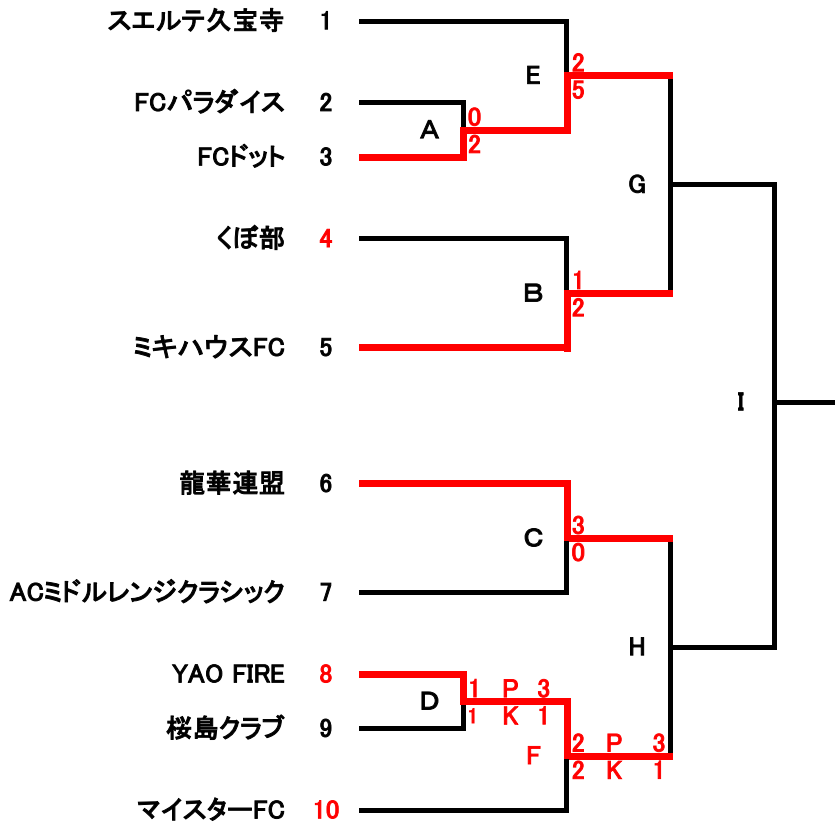 スエルテ久宝寺 1
E 2
5
FCパラダイス 2
A 0
2
FCドット 3
G
くぼ部 4
B 1
2
ミキハウスFC 5
I
龍華連盟 6
C 3
0
ACミドルレンジクラシック 7
H
YAO FIRE 8
D 1 P 3
1 K 1
桜島クラブ 9
F 2 P 3
2 K 1
マイスターFC 10